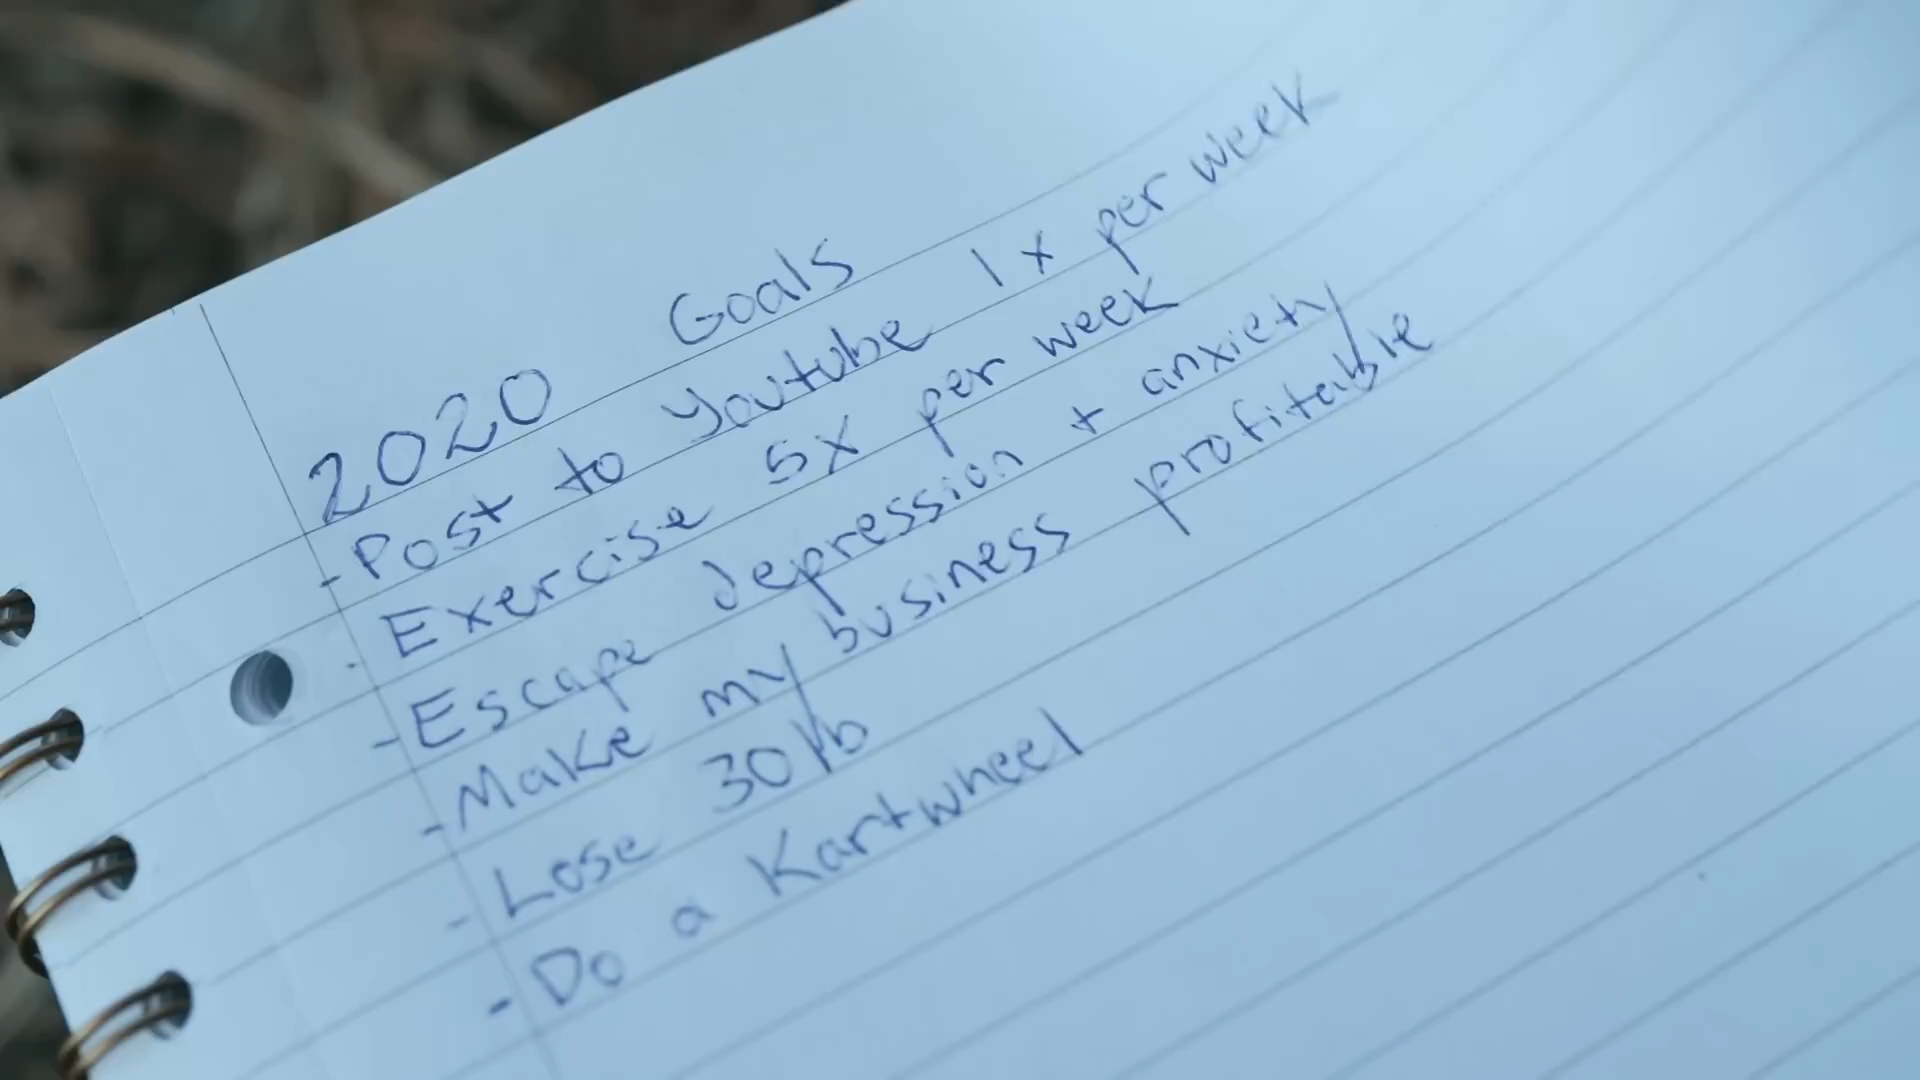 2020 Goals
- Post to Youtube 1x per week
- Exercise 5x per week
- Escape depression + anxiety
- Make my business profitable
- Lose 30 lb
- Do a Kartwheel